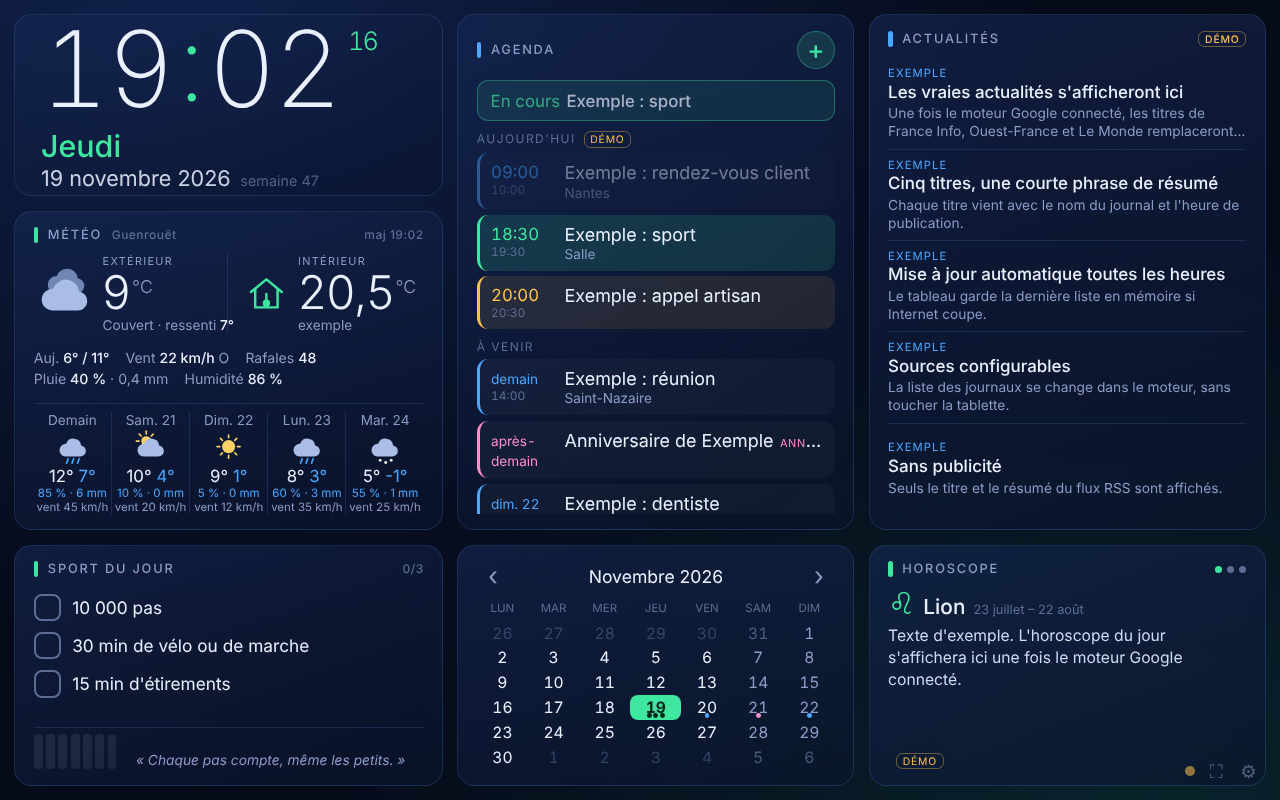 19:02 16
Jeudi
19 novembre 2026 semaine 47
MÉTÉO Guenrouët maj 19:02
EXTÉRIEUR
9°C
Couvert · ressenti 7°
INTÉRIEUR
20,5°C
exemple
Auj. 6° / 11° Vent 22 km/h O Rafales 48
Pluie 40 % · 0,4 mm Humidité 86 %
Demain Sam. 21 Dim. 22 Lun. 23 Mar. 24
12° 7° 10° 4° 9° 1° 8° 3° 5° -1°
85 % · 6 mm 10 % · 0 mm 5 % · 0 mm 60 % · 3 mm 55 % · 1 mm
vent 45 km/h vent 20 km/h vent 12 km/h vent 35 km/h vent 25 km/h
SPORT DU JOUR 0/3
10 000 pas
30 min de vélo ou de marche
15 min d'étirements
« Chaque pas compte, même les petits. »
AGENDA +
En cours Exemple : sport
AUJOURD'HUI DÉMO
09:00 Exemple : rendez-vous client
10:00 Nantes
18:30 Exemple : sport
19:30 Salle
20:00 Exemple : appel artisan
20:30
À VENIR
demain Exemple : réunion
14:00 Saint-Nazaire
après- Anniversaire de Exemple ANN...
demain
dim. 22 Exemple : dentiste
‹ Novembre 2026 ›
LUN MAR MER JEU VEN SAM DIM
26 27 28 29 30 31 1
2 3 4 5 6 7 8
9 10 11 12 13 14 15
16 17 18 19 20 21 22
23 24 25 26 27 28 29
30 1 2 3 4 5 6
ACTUALITÉS DÉMO
EXEMPLE
Les vraies actualités s'afficheront ici
Une fois le moteur Google connecté, les titres de
France Info, Ouest-France et Le Monde remplaceront...
EXEMPLE
Cinq titres, une courte phrase de résumé
Chaque titre vient avec le nom du journal et l'heure de
publication.
EXEMPLE
Mise à jour automatique toutes les heures
Le tableau garde la dernière liste en mémoire si
Internet coupe.
EXEMPLE
Sources configurables
La liste des journaux se change dans le moteur, sans
toucher la tablette.
EXEMPLE
Sans publicité
Seuls le titre et le résumé du flux RSS sont affichés.
HOROSCOPE
♌ Lion 23 juillet – 22 août
Texte d'exemple. L'horoscope du jour
s'affichera ici une fois le moteur Google
connecté.
DÉMO